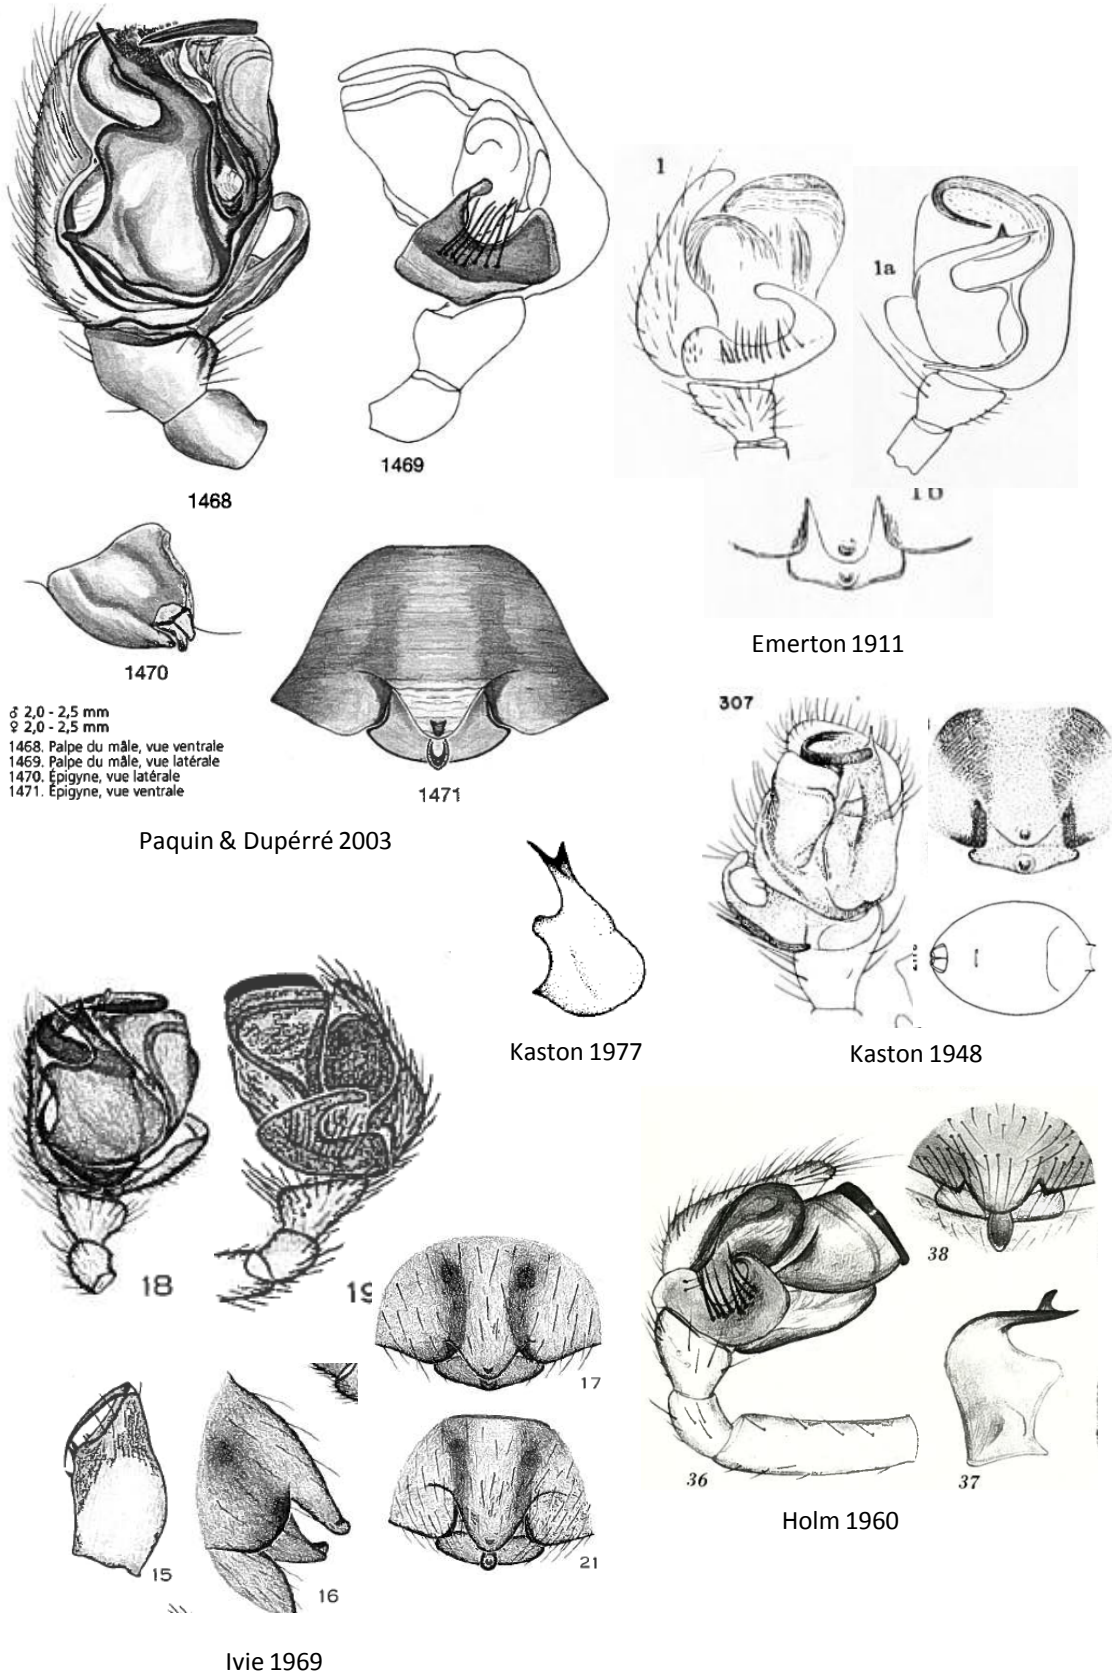 1468
1469
1470
♂ 2,0 - 2,5 mm
♀ 2,0 - 2,5 mm
1468. Palpe du mâle, vue ventrale
1469. Palpe du mâle, vue latérale
1470. Épigyne, vue latérale
1471. Épigyne, vue ventrale
1471
Paquin & Dupérré 2003
1
1a
1b
Emerton 1911
307
Kaston 1977
Kaston 1948
18
19
17
15
16
21
Ivie 1969
38
36
37
Holm 1960